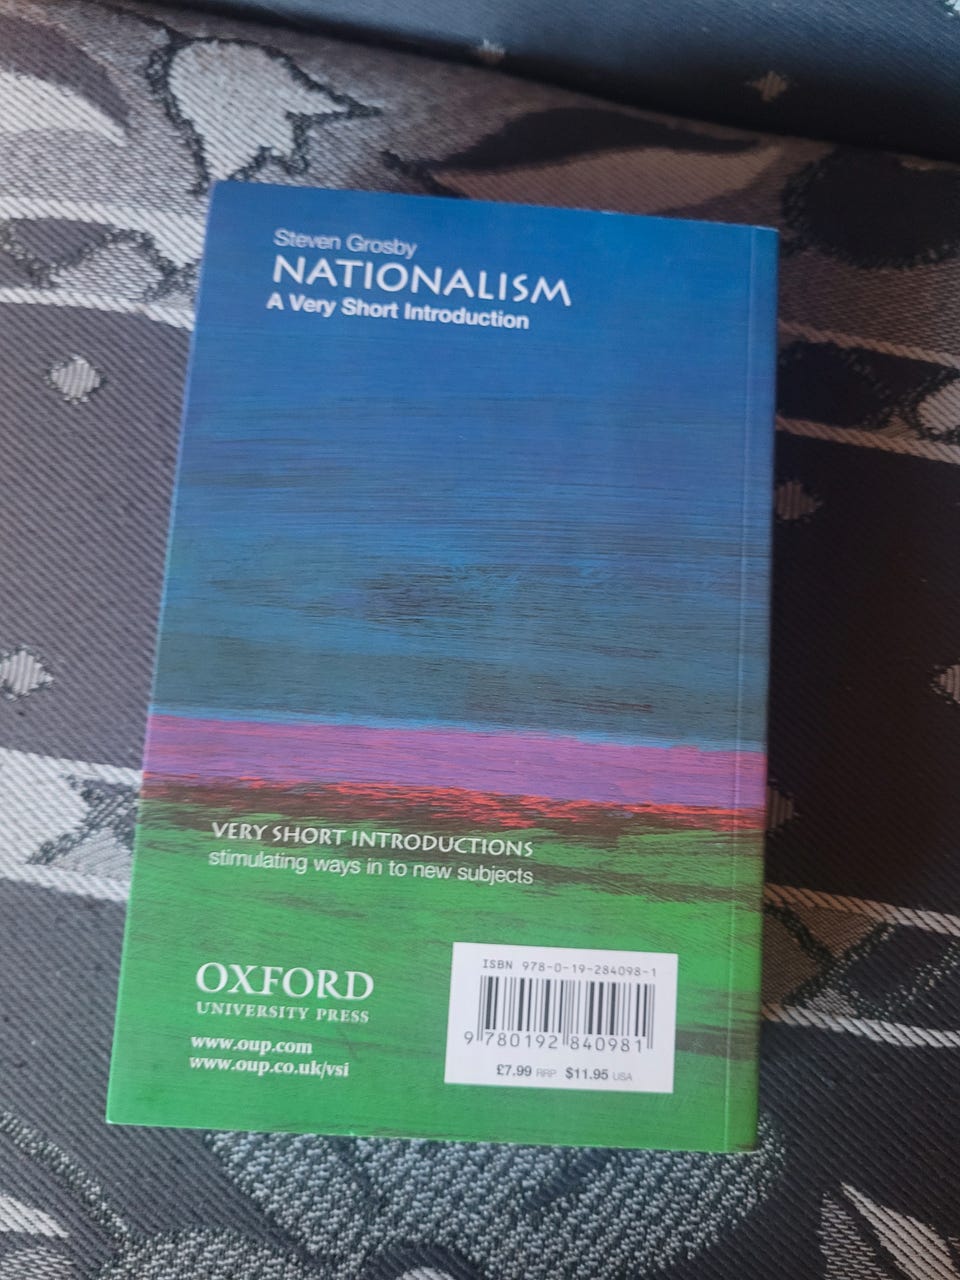 Steven Grosby
NATIONALISM
A Very Short Introduction
VERY SHORT INTRODUCTIONS
stimulating ways in to new subjects
OXFORD
UNIVERSITY PRESS
www.oup.com
www.oup.co.uk/vsi
ISBN 978-0-19-284098-1
9 780192 840981
£7.99 RRP $11.95 USA